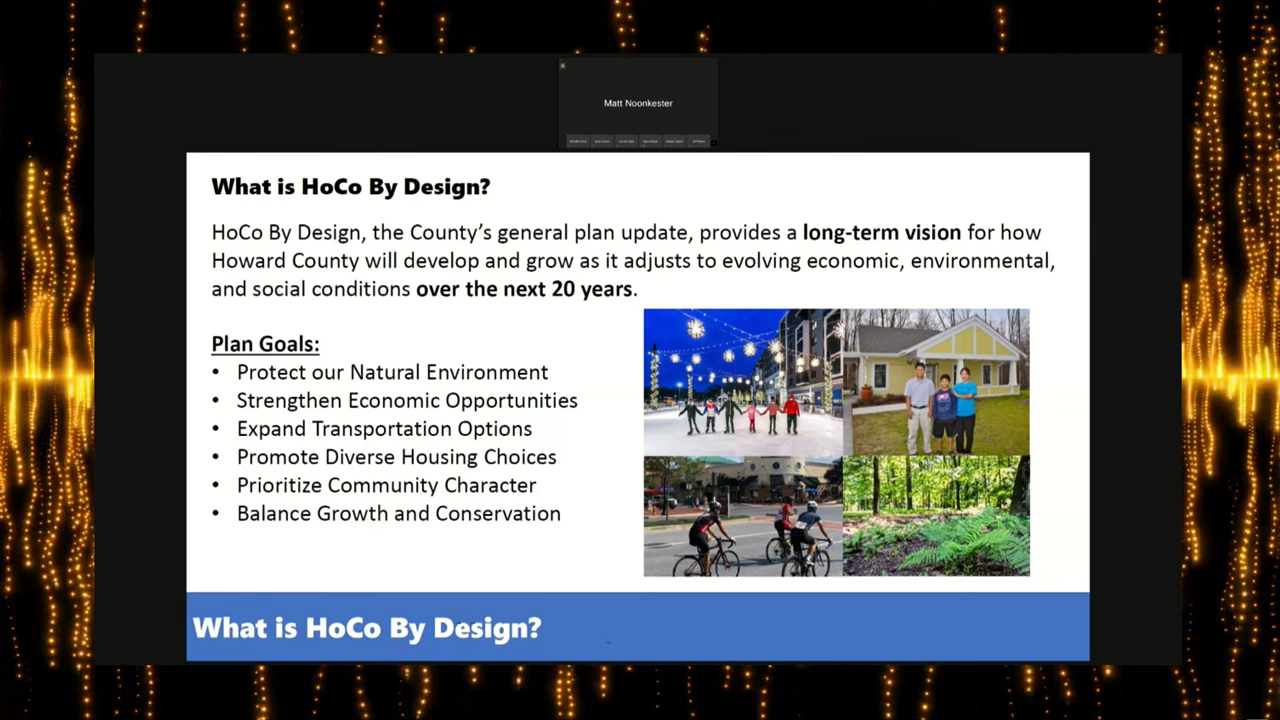 Matt Noonkester
What is HoCo By Design?
HoCo By Design, the County's general plan update, provides a long-term vision for how
Howard County will develop and grow as it adjusts to evolving economic, environmental,
and social conditions over the next 20 years.
Plan Goals:
• Protect our Natural Environment
• Strengthen Economic Opportunities
• Expand Transportation Options
• Promote Diverse Housing Choices
• Prioritize Community Character
• Balance Growth and Conservation
What is HoCo By Design?